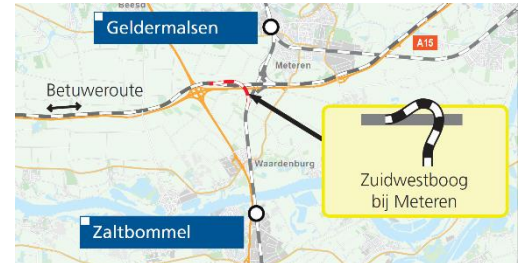 Beesd
Geldermalsen
A15
Meteren
Betuweroute
Waardenburg
Zuidwestboog
bij Meteren
Zaltbommel